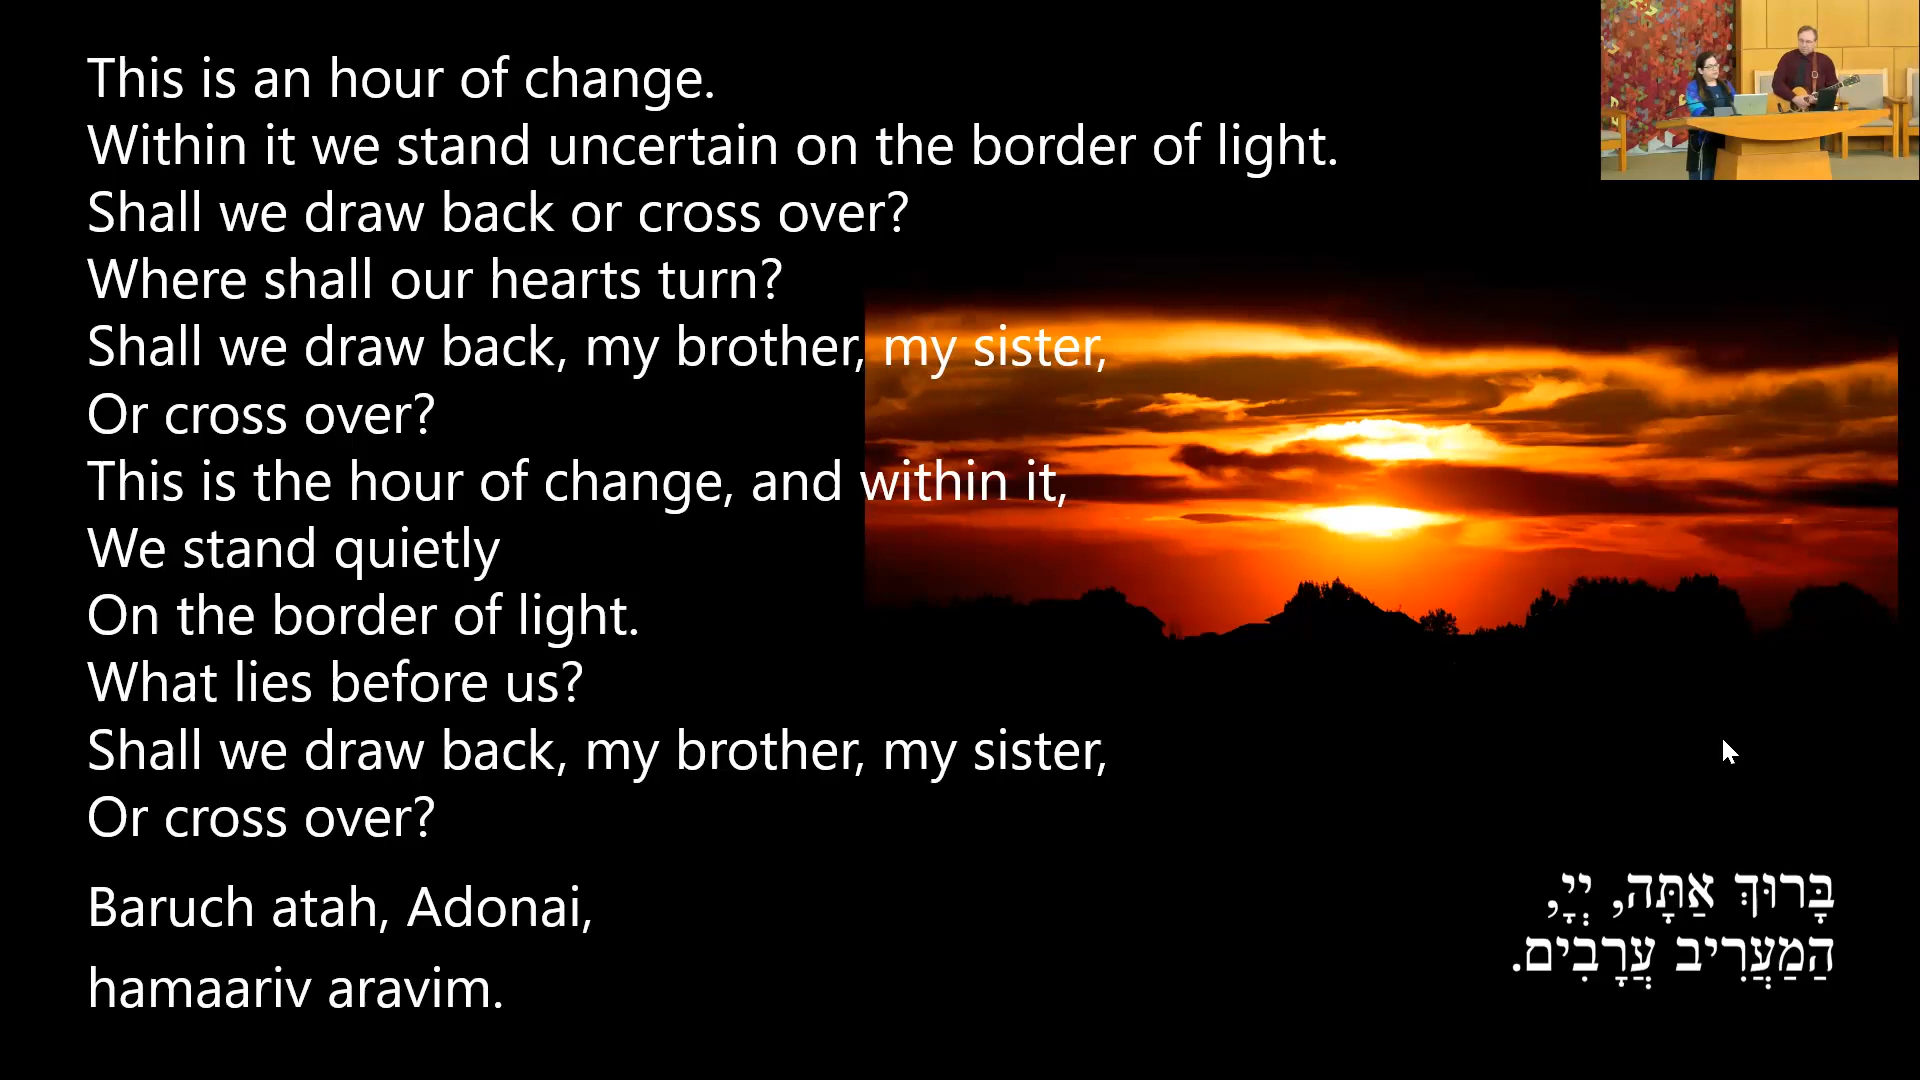 This is an hour of change.
Within it we stand uncertain on the border of light.
Shall we draw back or cross over?
Where shall our hearts turn?
Shall we draw back, my brother, my sister,
Or cross over?
This is the hour of change, and within it,
We stand quietly
On the border of light.
What lies before us?
Shall we draw back, my brother, my sister,
Or cross over?
Baruch atah, Adonai,
hamaariv aravim.
בָּרוּךְ אַתָּה, יְיָ,
הַמַּעֲרִיב עֲרָבִים.